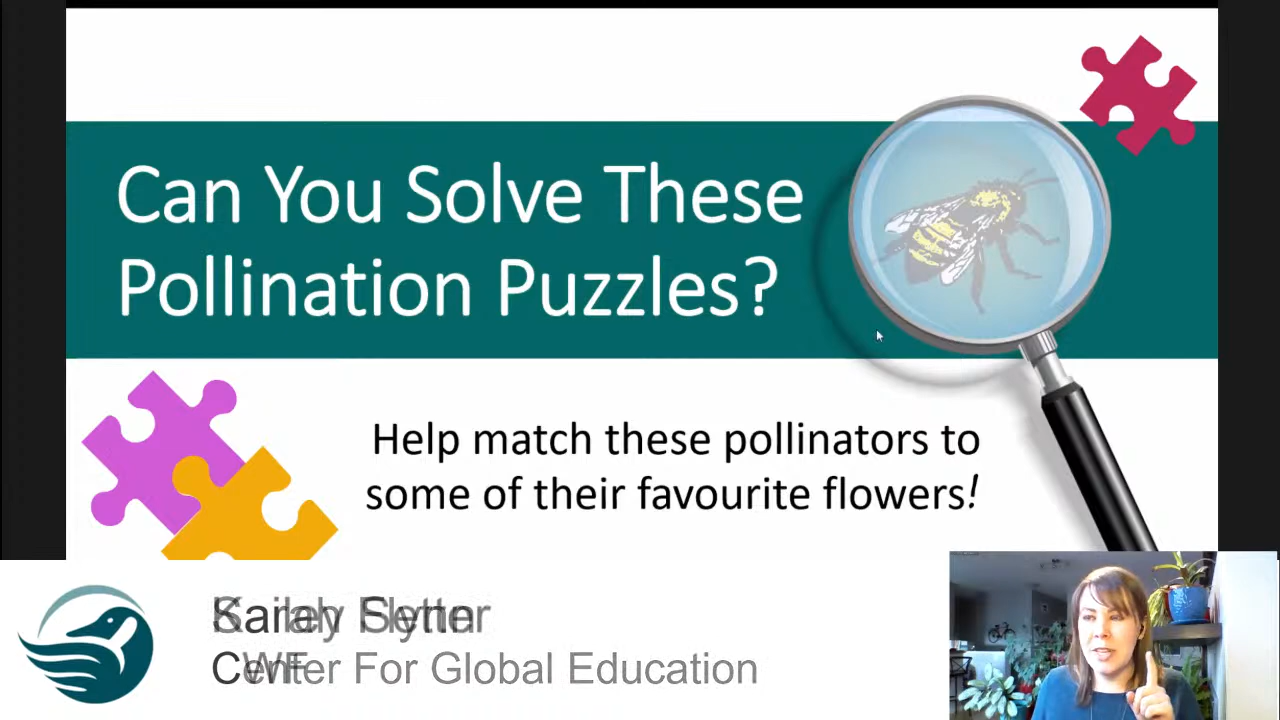 Can You Solve These
Pollination Puzzles?
Help match these pollinators to
some of their favourite flowers!
For Global Education